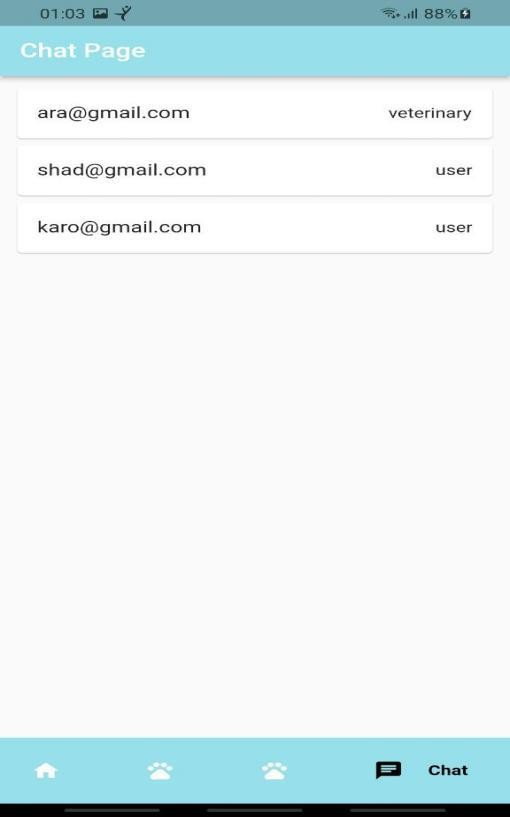 01:03 88%
Chat Page
ara@gmail.com veterinary
shad@gmail.com user
karo@gmail.com user
Chat